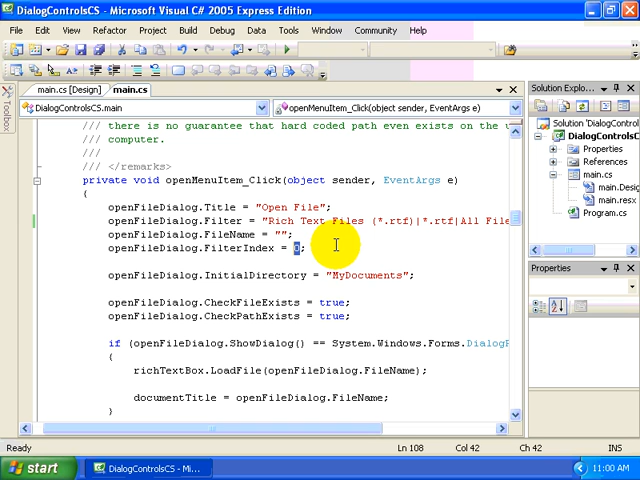 DialogControlsCS - Microsoft Visual C# 2005 Express Edition
File Edit View Refactor Project Build Debug Data Tools Window Community Help
main.cs [Design] main.cs
DialogControlsCS.main openMenuItem_Click(object sender, EventArgs e)
/// there is no guarantee that hard coded path even exists on the u
/// computer.
///
/// </remarks>
private void openMenuItem_Click(object sender, EventArgs e)
{
openFileDialog.Title = "Open File";
openFileDialog.Filter = "Rich Text Files (*.rtf)|*.rtf|All File
openFileDialog.FileName = "";
openFileDialog.FilterIndex = 0;
openFileDialog.InitialDirectory = "MyDocuments";
openFileDialog.CheckFileExists = true;
openFileDialog.CheckPathExists = true;
if (openFileDialog.ShowDialog() == System.Windows.Forms.DialogR
{
richTextBox.LoadFile(openFileDialog.FileName);
documentTitle = openFileDialog.FileName;
}
Toolbox
Solution Explo...
Solution 'DialogControlsC
DialogControlsC
Properties
References
main.cs
main.Desig
main.resx
Program.cs
Properties
Ready Ln 108 Col 42 Ch 42 INS
start DialogControlsCS - Mi... 11:00 AM